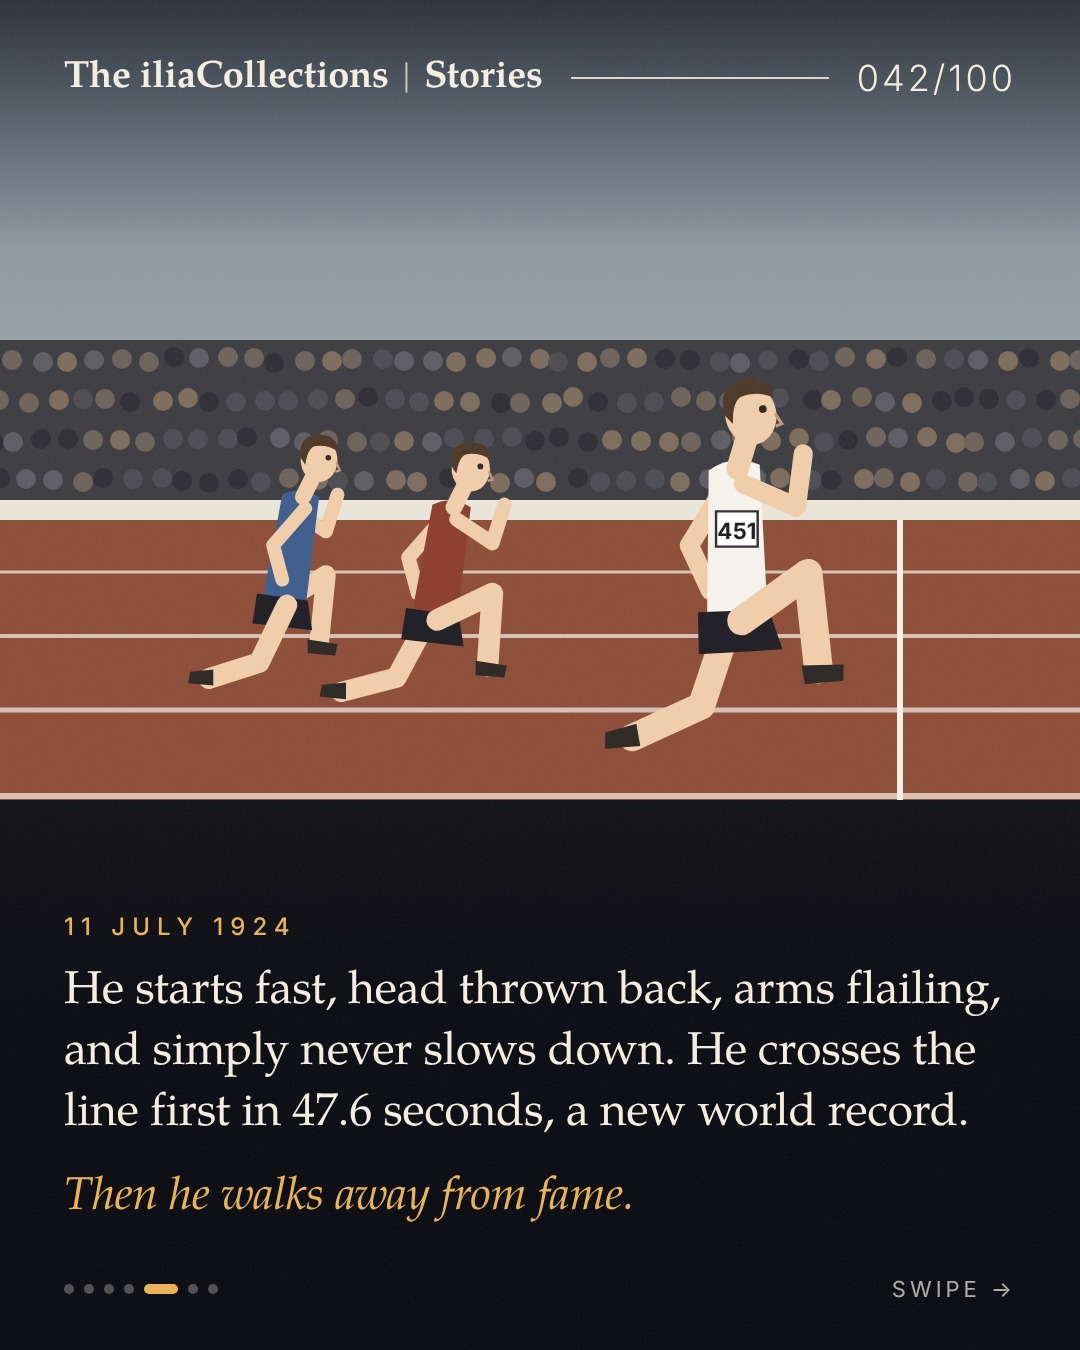 The iliaCollections | Stories 042/100
451
11 JULY 1924
He starts fast, head thrown back, arms flailing,
and simply never slows down. He crosses the
line first in 47.6 seconds, a new world record.
Then he walks away from fame.
SWIPE →